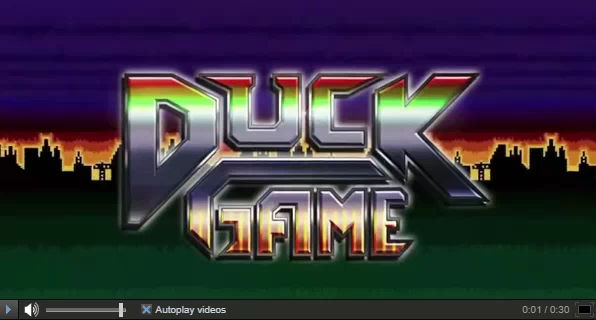 DUCK
GAME
Autoplay videos
0:01 / 0:30